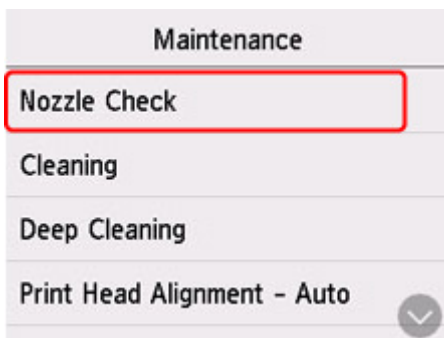 Maintenance
Nozzle Check
Cleaning
Deep Cleaning
Print Head Alignment - Auto